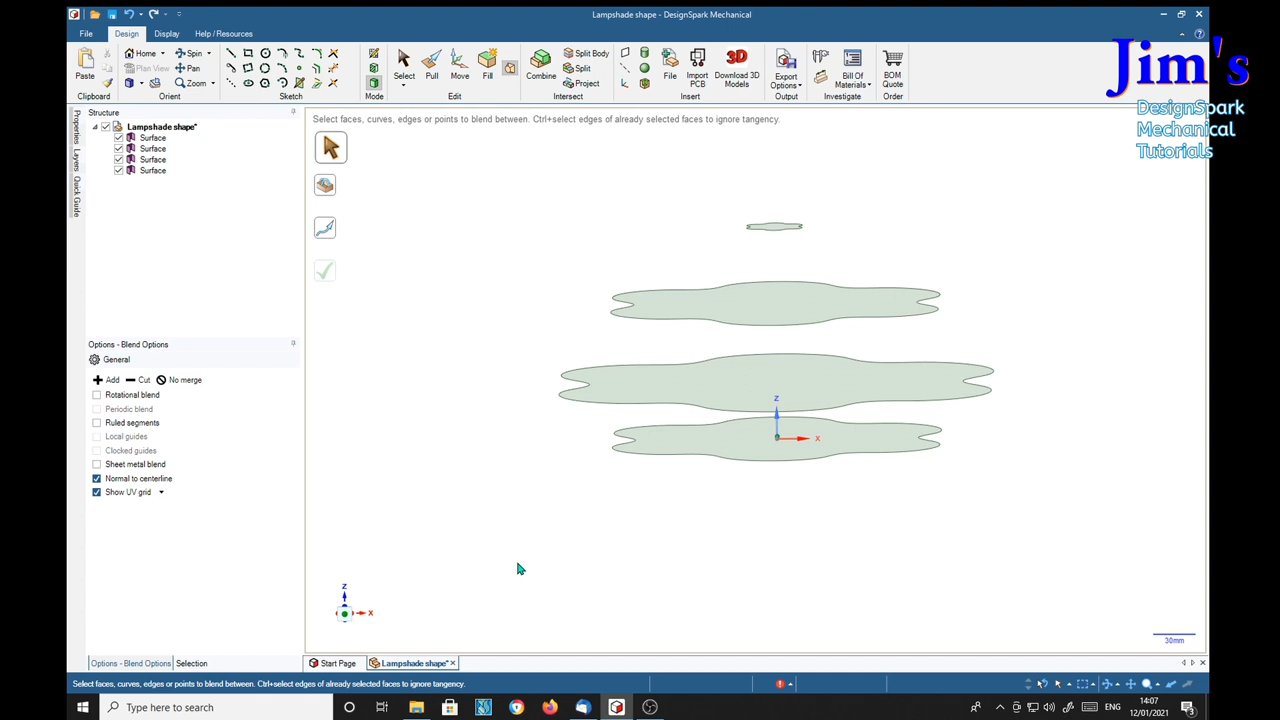 Lampshade shape - DesignSpark Mechanical
File Design Display Help / Resources
Jim's
DesignSpark
Mechanical
Tutorials
Home Spin
Plan View Pan
Zoom
Paste Select Pull Move Fill Combine Split Body
Split
Project
File Import PCB Download 3D Models Export Options Bill Of Materials BOM Quote
Clipboard Orient Sketch Mode Edit Intersect Insert Output Investigate Order
Structure
Select faces, curves, edges or points to blend between. Ctrl+select edges of already selected faces to ignore tangency.
Properties Layers Quick Guide
Lampshade shape*
Surface
Surface
Surface
Surface
Options - Blend Options
General
Add Cut No merge
Rotational blend
Periodic blend
Ruled segments
Local guides
Clocked guides
Sheet metal blend
Normal to centerline
Show UV grid
Z
X
Z
X
30mm
Options - Blend Options Selection
Start Page Lampshade shape*
Select faces, curves, edges or points to blend between. Ctrl+select edges of already selected faces to ignore tangency.
Type here to search
ENG
14:07
12/01/2021
3
3D